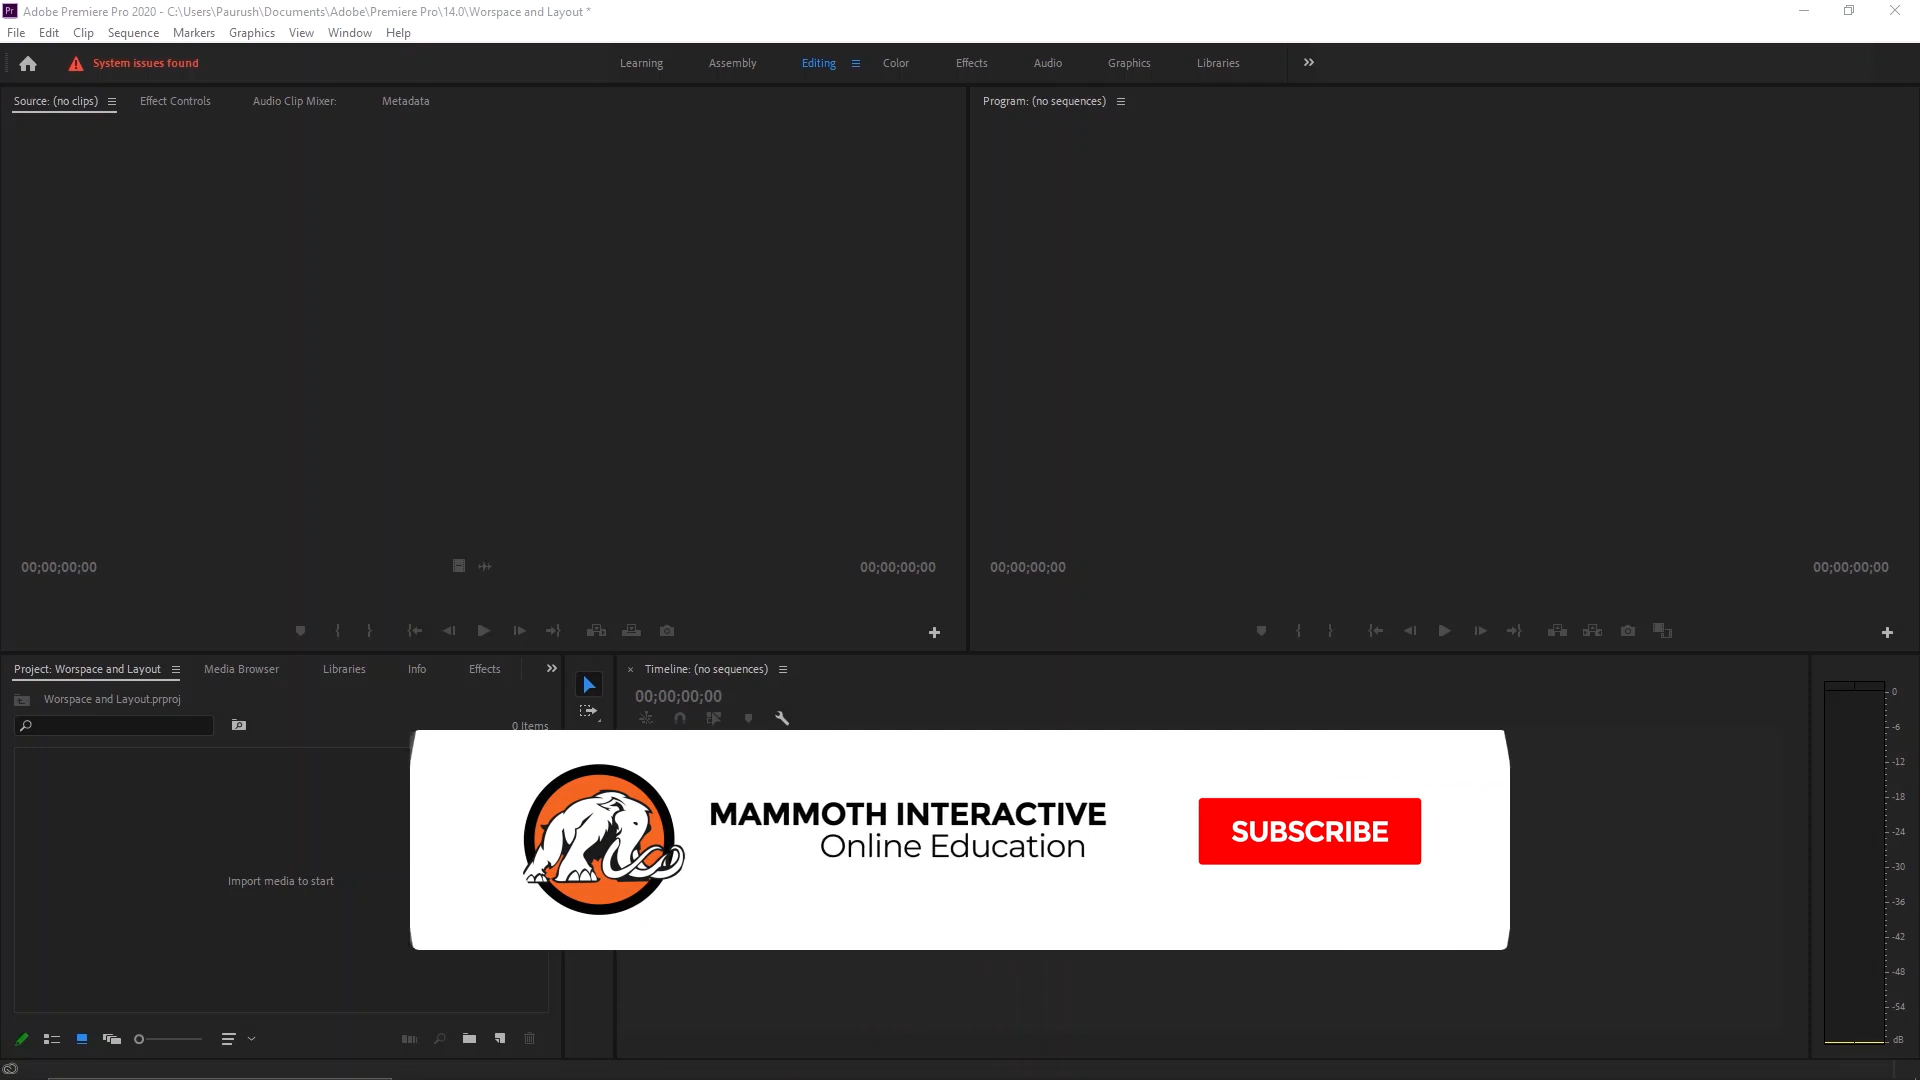 Pr Adobe Premiere Pro 2020 - C:\Users\Paurush\Documents\Adobe\Premiere Pro\14.0\Worspace and Layout *
File Edit Clip Sequence Markers Graphics View Window Help
System issues found Learning Assembly Editing Color Effects Audio Graphics Libraries
Source: (no clips) Effect Controls Audio Clip Mixer: Metadata Program: (no sequences)
00;00;00;00 00;00;00;00 00;00;00;00 00;00;00;00
Project: Worspace and Layout Media Browser Libraries Info Effects Timeline: (no sequences)
Worspace and Layout.prproj 00;00;00;00
0 Items
MAMMOTH INTERACTIVE
Online Education
SUBSCRIBE
Import media to start
0
-6
-12
-18
-24
-30
-36
-42
-48
-54
dB